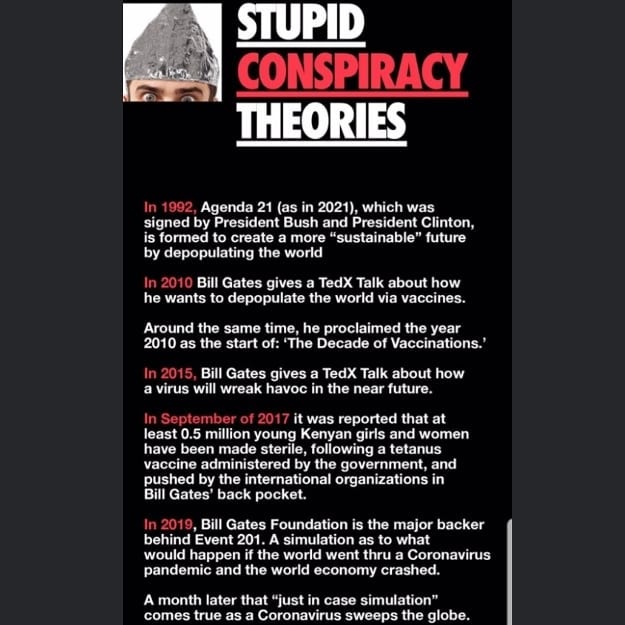 STUPID
CONSPIRACY
THEORIES
In 1992, Agenda 21 (as in 2021), which was
signed by President Bush and President Clinton,
is formed to create a more “sustainable” future
by depopulating the world
In 2010 Bill Gates gives a TedX Talk about how
he wants to depopulate the world via vaccines.
Around the same time, he proclaimed the year
2010 as the start of: ‘The Decade of Vaccinations.’
In 2015, Bill Gates gives a TedX Talk about how
a virus will wreak havoc in the near future.
In September of 2017 it was reported that at
least 0.5 million young Kenyan girls and women
have been made sterile, following a tetanus
vaccine administered by the government, and
pushed by the international organizations in
Bill Gates’ back pocket.
In 2019, Bill Gates Foundation is the major backer
behind Event 201. A simulation as to what
would happen if the world went thru a Coronavirus
pandemic and the world economy crashed.
A month later that “just in case simulation”
comes true as a Coronavirus sweeps the globe.